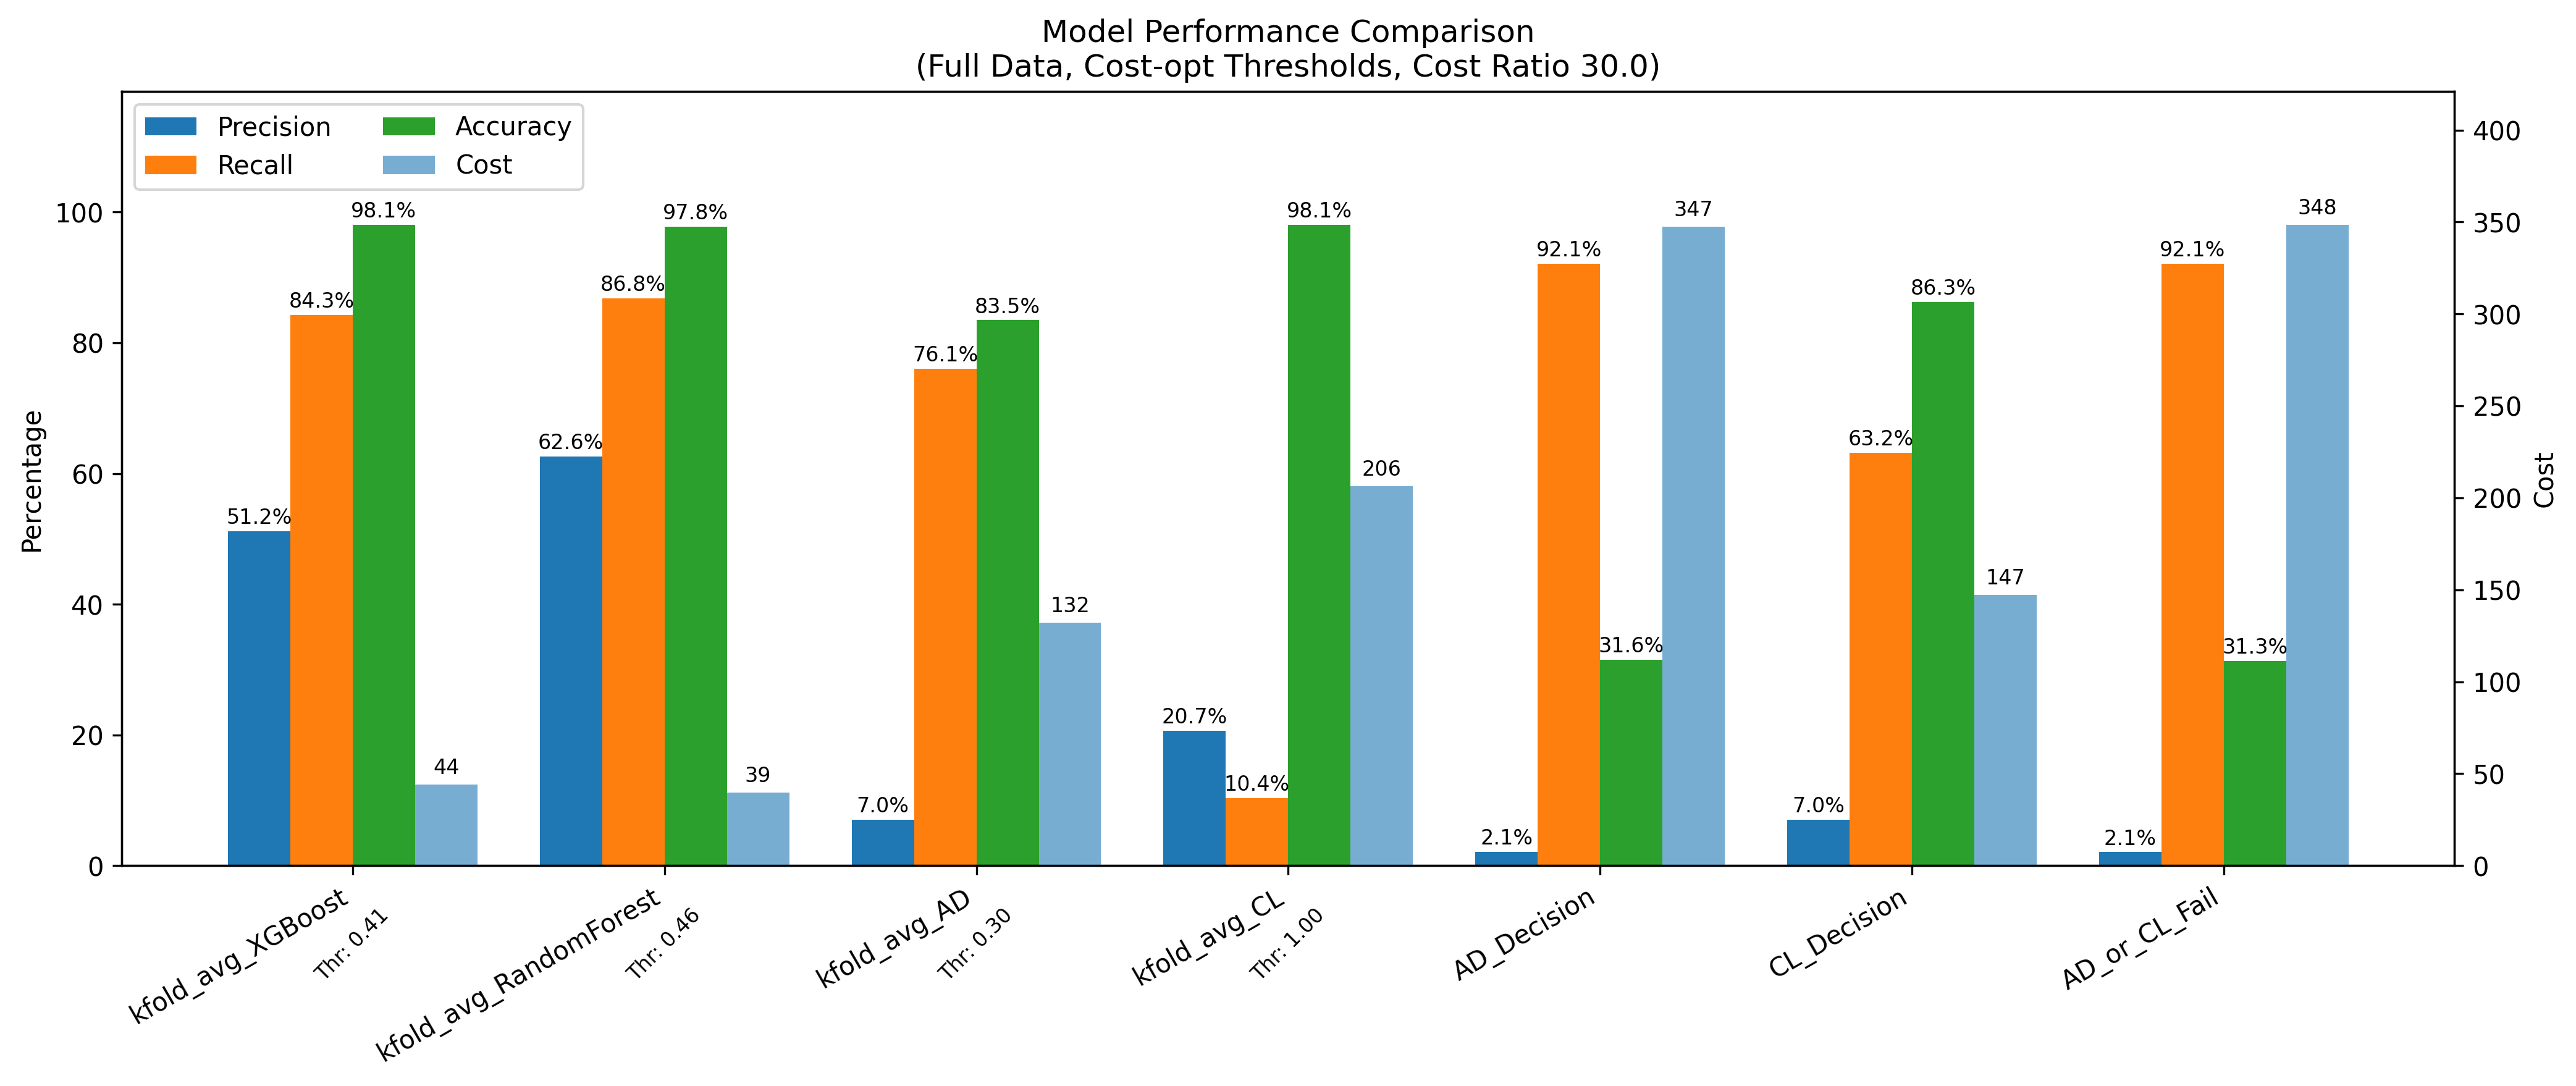 Model Performance Comparison
(Full Data, Cost-opt Thresholds, Cost Ratio 30.0)
Precision
Recall
Accuracy
Cost
Percentage
100
80
60
40
20
0
51.2%
84.3%
98.1%
44
62.6%
86.8%
97.8%
39
7.0%
76.1%
83.5%
132
20.7%
10.4%
98.1%
206
2.1%
92.1%
31.6%
347
7.0%
63.2%
86.3%
147
2.1%
92.1%
31.3%
348
400
350
300
250
200
150
100
50
0
Cost
kfold_avg_XGBoost
Thr: 0.41
kfold_avg_RandomForest
Thr: 0.46
kfold_avg_AD
Thr: 0.30
kfold_avg_CL
Thr: 1.00
AD_Decision
CL_Decision
AD_or_CL_Fail